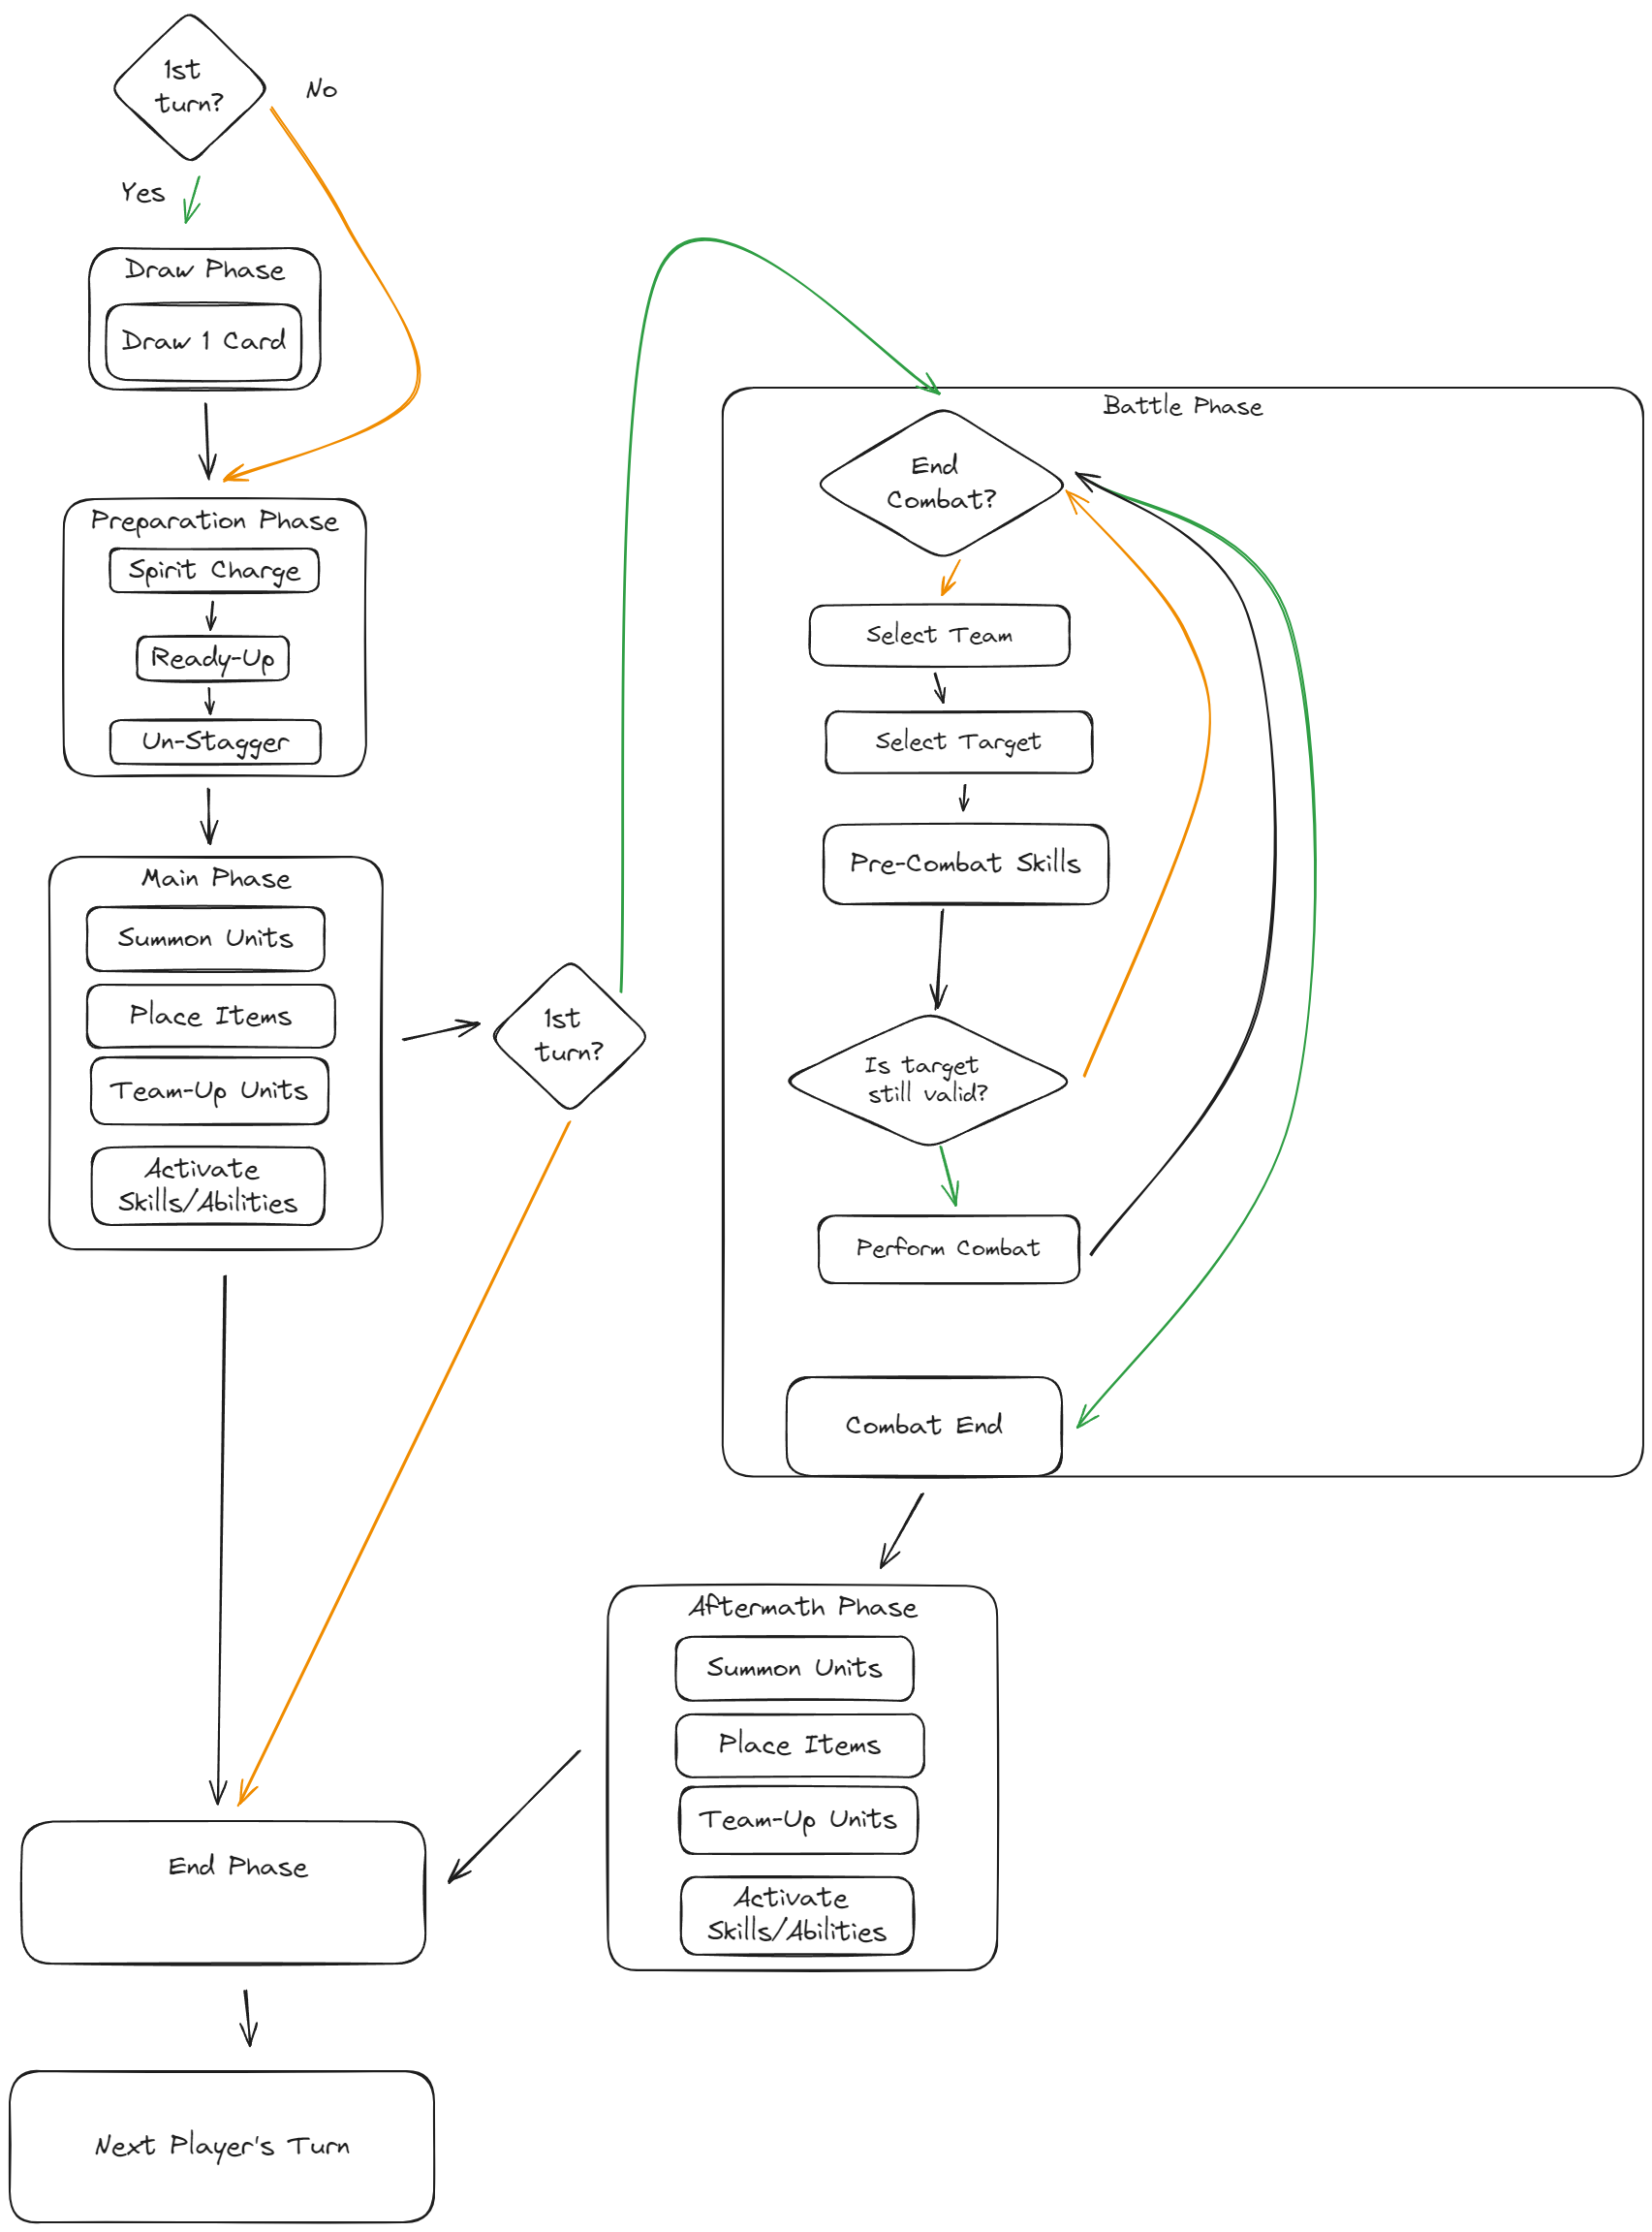 1st
turn?
No
Yes
Draw Phase
Draw 1 Card
Preparation Phase
Spirit Charge
Ready-Up
Un-Stagger
Main Phase
Summon Units
Place Items
Team-Up Units
Activate
Skills/Abilities
1st
turn?
Battle Phase
End
Combat?
Select Team
Select Target
Pre-Combat Skills
Is target
still valid?
Perform Combat
Combat End
Aftermath Phase
Summon Units
Place Items
Team-Up Units
Activate
Skills/Abilities
End Phase
Next Player's Turn